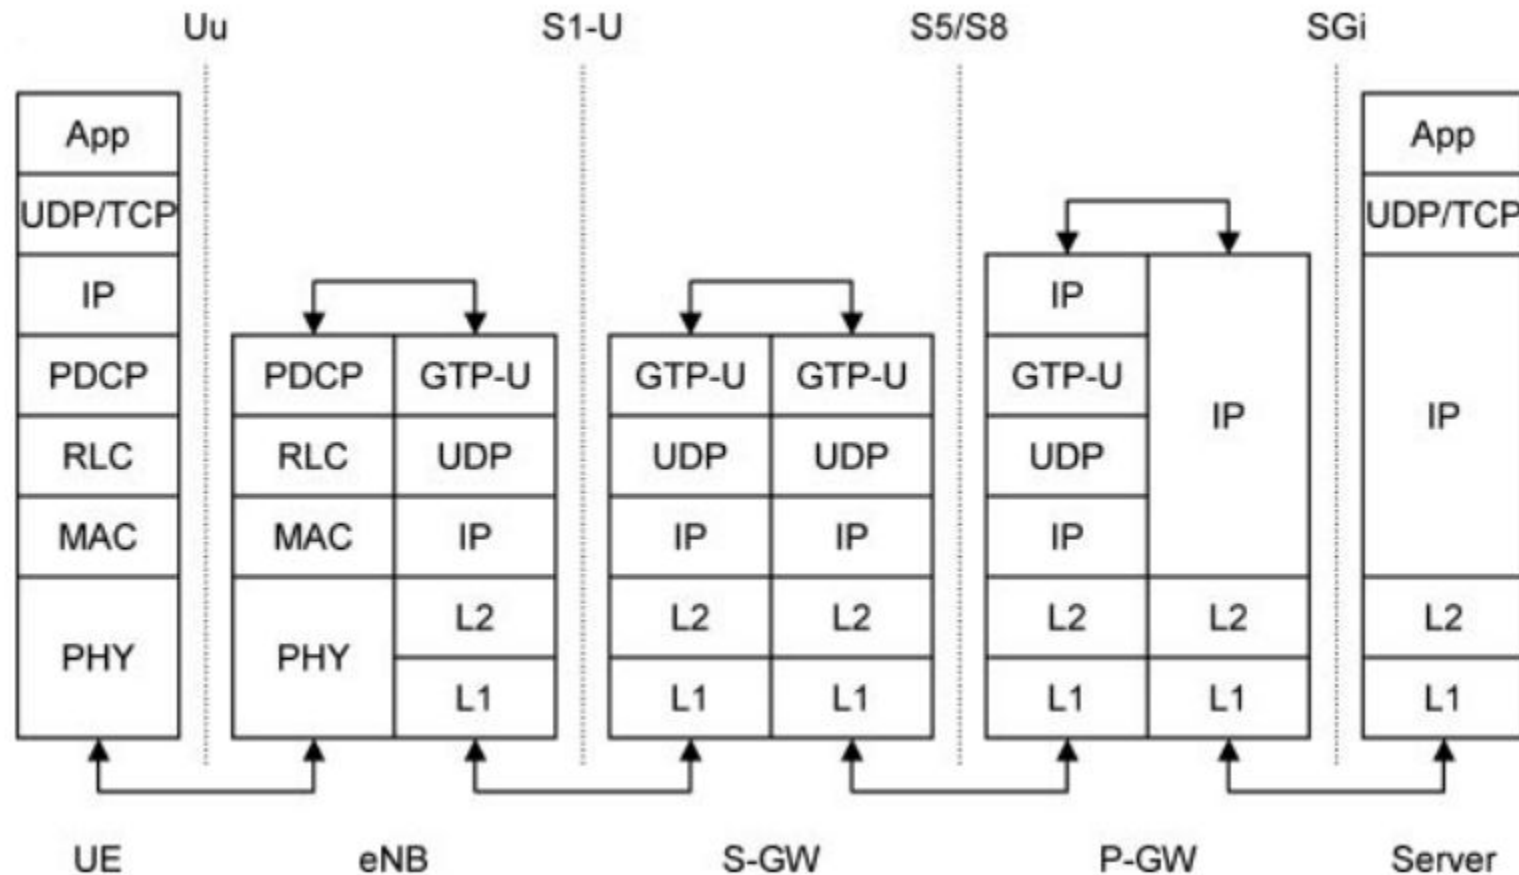 Uu S1-U S5/S8 SGi
App App
UDP/TCP UDP/TCP
IP IP
PDCP PDCP GTP-U GTP-U GTP-U GTP-U IP IP
RLC RLC UDP UDP UDP UDP
MAC MAC IP IP IP IP
L2 L2 L2 L2 L2 L2
PHY PHY
L1 L1 L1 L1 L1 L1
UE eNB S-GW P-GW Server